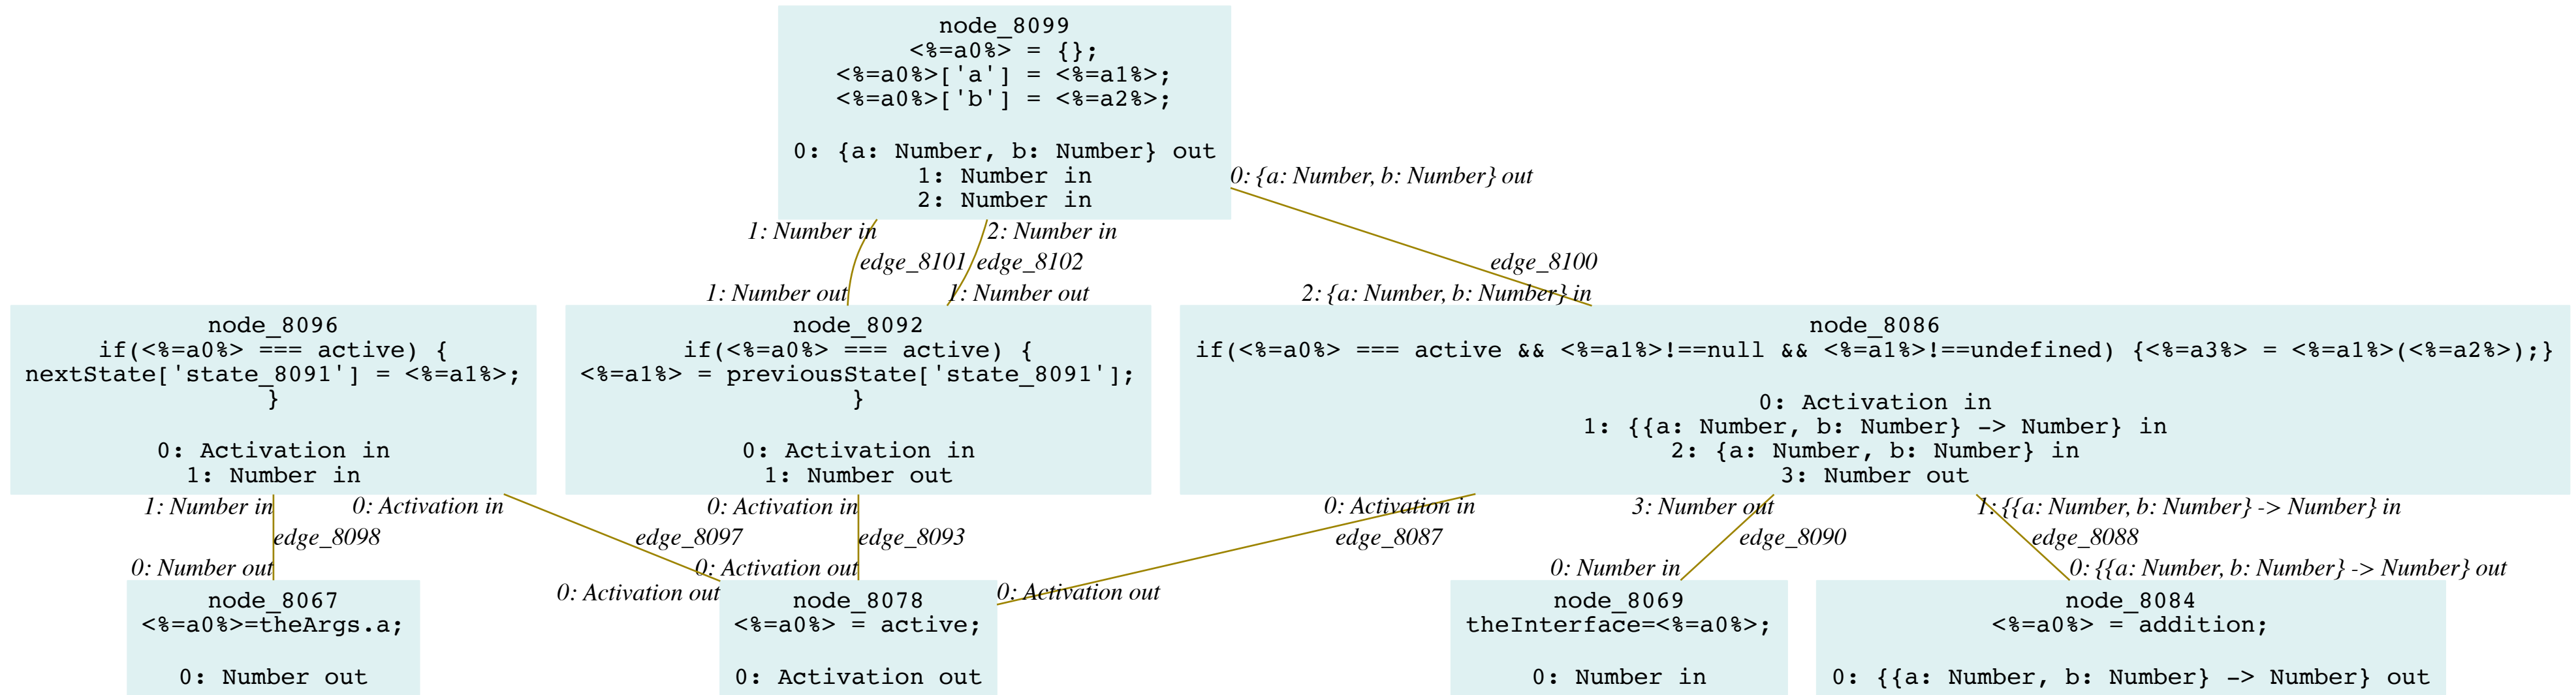 node_8099
<%=a0%> = {};
<%=a0%>['a'] = <%=a1%>;
<%=a0%>['b'] = <%=a2%>;
0: {a: Number, b: Number} out
1: Number in
2: Number in
0: {a: Number, b: Number} out
1: Number in
2: Number in
edge_8101
edge_8102
edge_8100
1: Number out
1: Number out
2: {a: Number, b: Number} in
node_8096
if(<%=a0%> === active) {
nextState['state_8091'] = <%=a1%>;
}
0: Activation in
1: Number in
node_8092
if(<%=a0%> === active) {
<%=a1%> = previousState['state_8091'];
}
0: Activation in
1: Number out
node_8086
if(<%=a0%> === active && <%=a1%>!==null && <%=a1%>!==undefined) {<%=a3%> = <%=a1%>(<%=a2%>);}
0: Activation in
1: {{a: Number, b: Number} -> Number} in
2: {a: Number, b: Number} in
3: Number out
1: Number in
0: Activation in
0: Activation in
0: Activation in
3: Number out
1: {{a: Number, b: Number} -> Number} in
edge_8098
edge_8097
edge_8093
edge_8087
edge_8090
edge_8088
0: Number out
0: Activation out
0: Activation out
0: Activation out
0: Number in
0: {{a: Number, b: Number} -> Number} out
node_8067
<%=a0%>=theArgs.a;
0: Number out
node_8078
<%=a0%> = active;
0: Activation out
node_8069
theInterface=<%=a0%>;
0: Number in
node_8084
<%=a0%> = addition;
0: {{a: Number, b: Number} -> Number} out